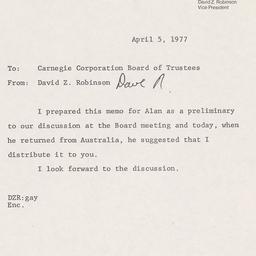 David Z. Robinson
Vice President
April 5, 1977
To: Carnegie Corporation Board of Trustees
From: David Z. Robinson Dave R.
I prepared this memo for Alan as a preliminary
to our discussion at the Board meeting and today, when
he returned from Australia, he suggested that I
distribute it to you.
I look forward to the discussion.
DZR:gay
Enc.